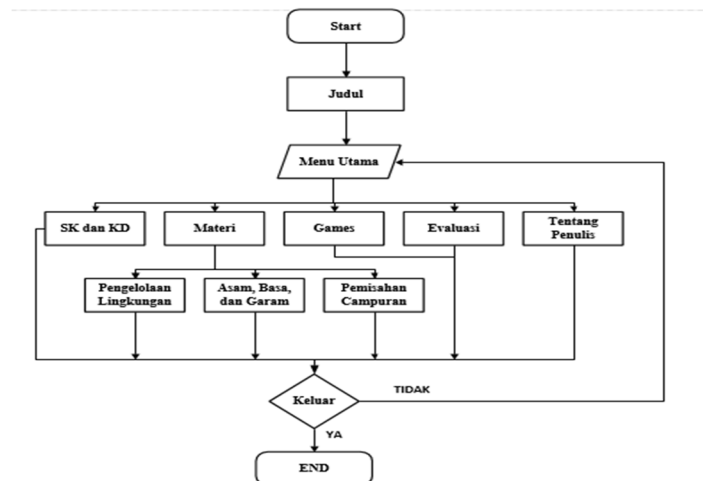 Start
Judul
Menu Utama
SK dan KD
Materi
Games
Evaluasi
Tentang
Penulis
Pengelolaan
Lingkungan
Asam, Basa,
dan Garam
Pemisahan
Campuran
Keluar
TIDAK
YA
END